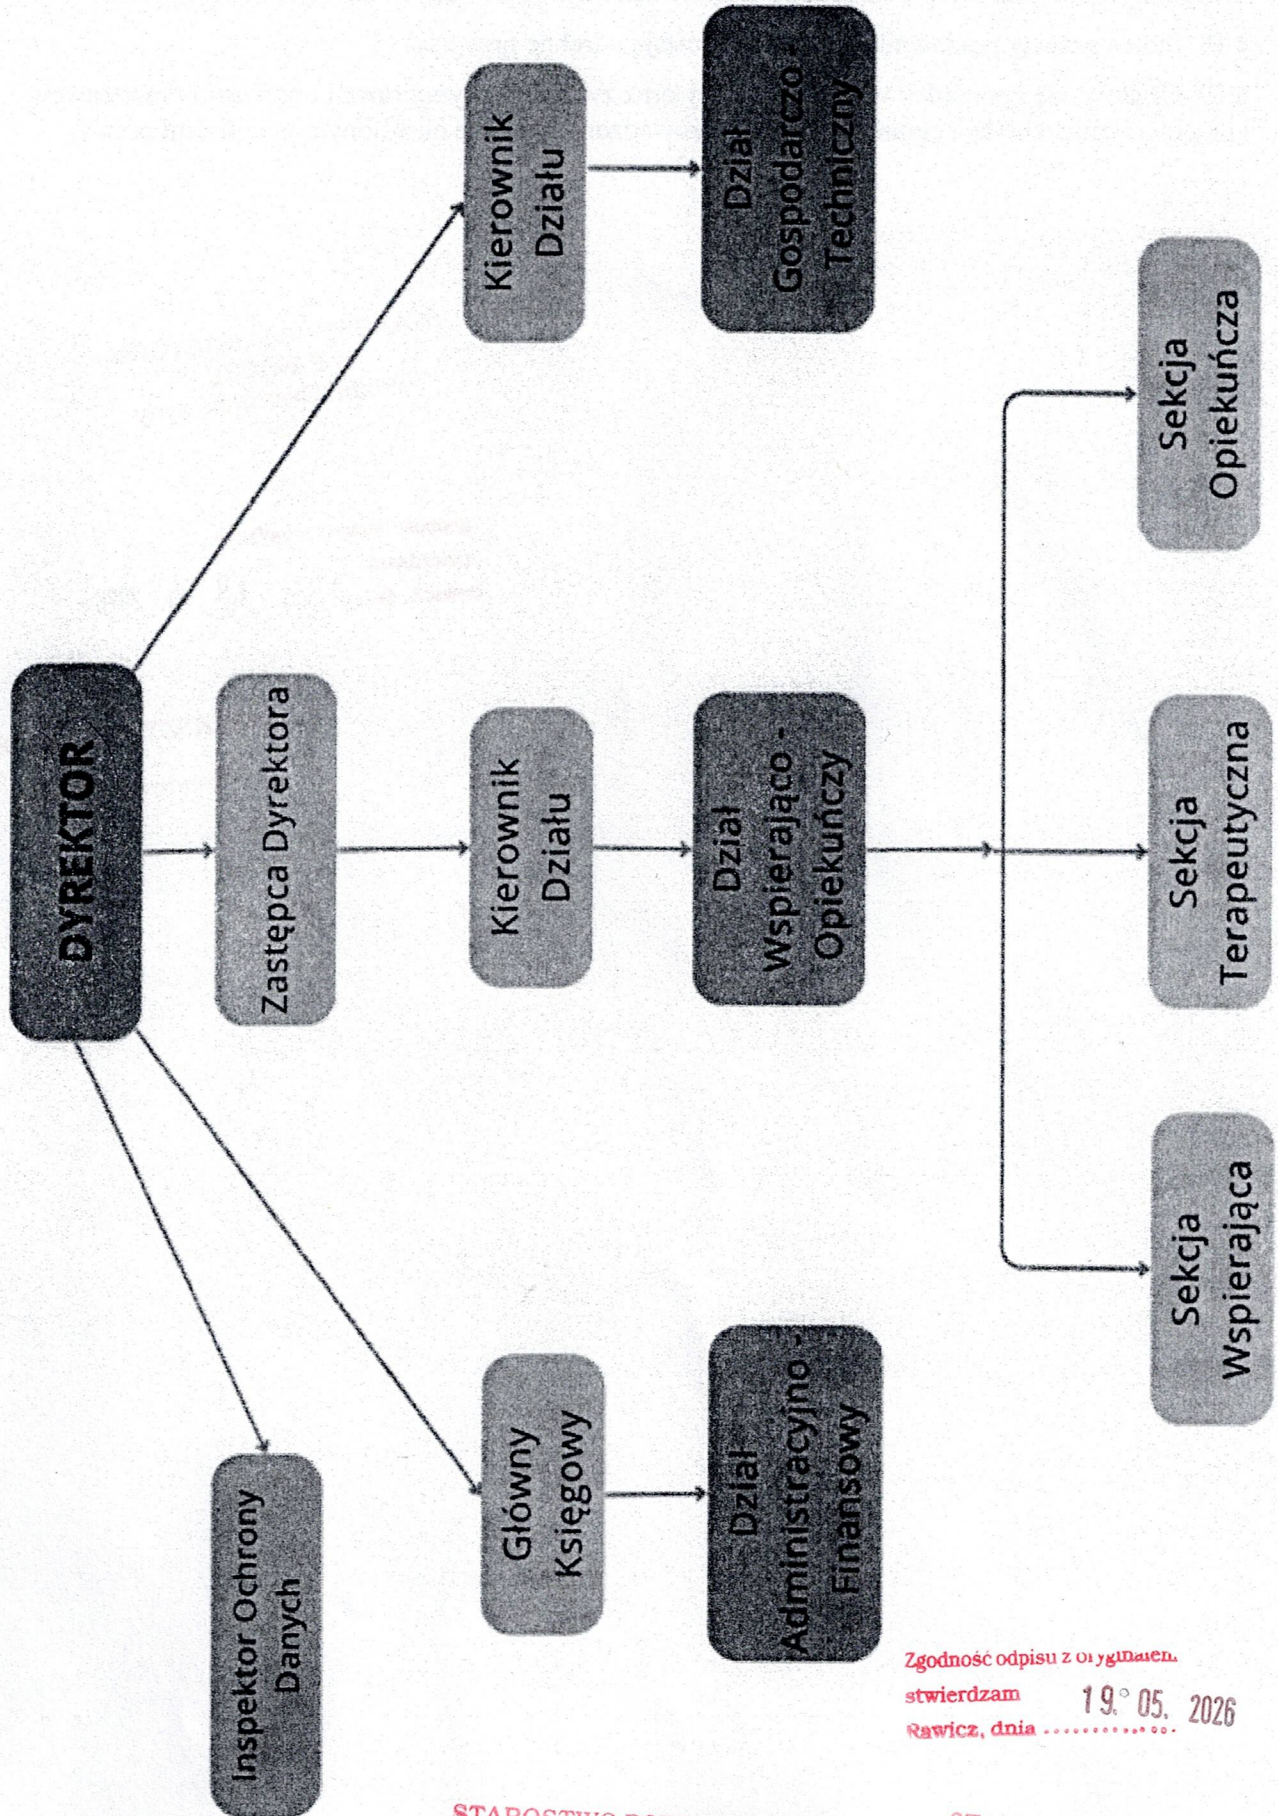 DYREKTOR
Inspektor Ochrony
Danych
Zastępca Dyrektora
Główny
Księgowy
Kierownik
Działu
Kierownik
Działu
Dział
Administracyjno -
Finansowy
Dział
Wspierająco -
Opiekuńczy
Dział
Gospodarczo -
Techniczny
Sekcja
Wspierająca
Sekcja
Terapeutyczna
Sekcja
Opiekuńcza
Zgodność odpisu z oryginałem
stwierdzam 19. 05. 2026
Rawicz, dnia